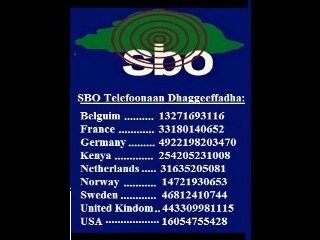 sbo
SBO Telefoonaan Dhaggeeffadha:
Belguim .......... 13271693116
France ............ 33180140652
Germany ......... 4922198203470
Kenya ............. 254205231008
Netherlands ..... 31635205081
Norway ........... 14721930653
Sweden ........... 46812410744
United Kindom .. 443309981115
USA .................. 16054755428